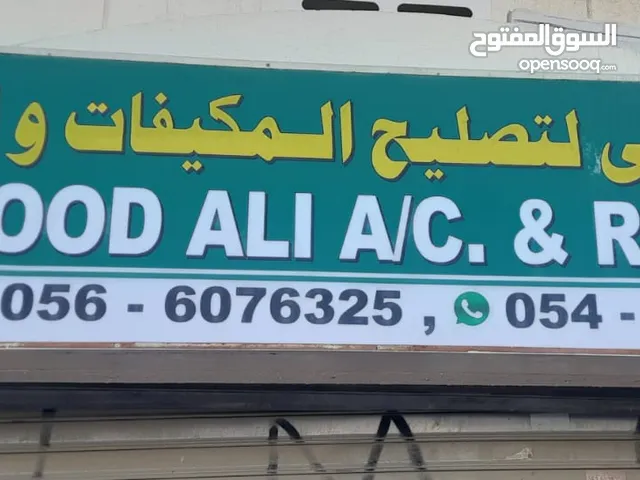 السوق المفتوح
opensooq.com
ى لتصليح المكيفات و
OOD ALI A/C. & R
056 - 6076325 , 054 -